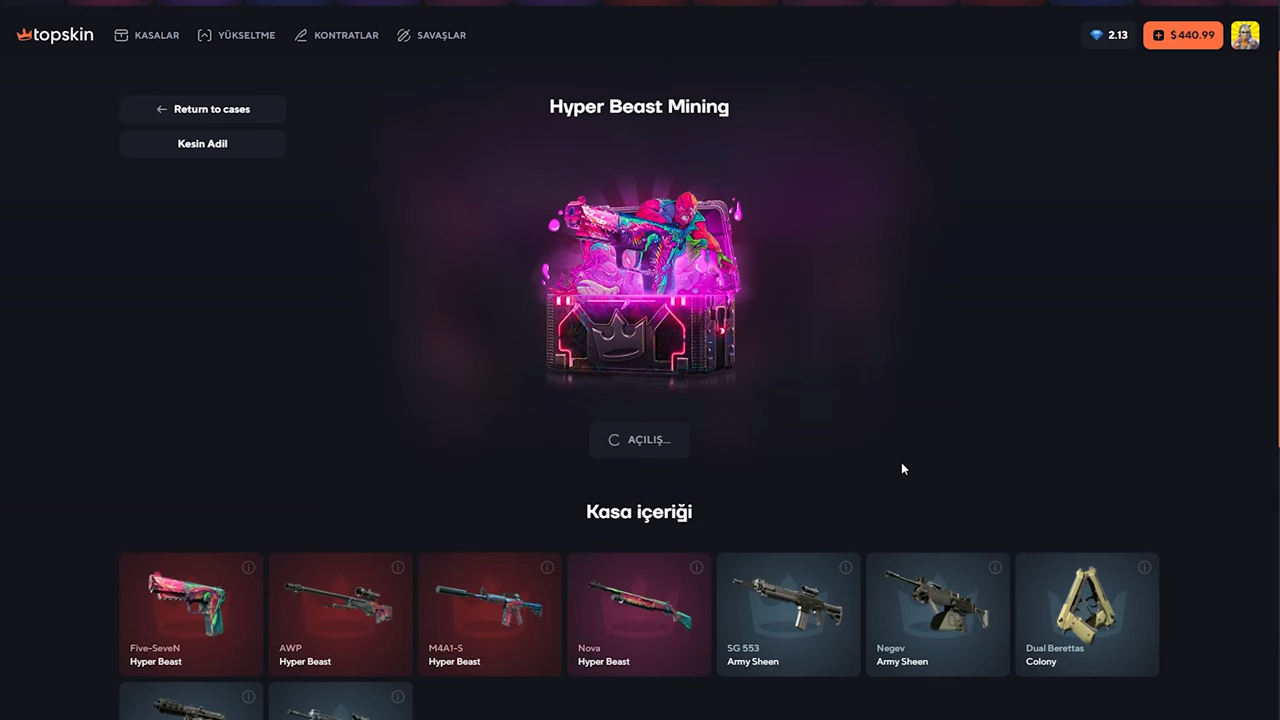 topskin
KASALAR
YÜKSELTME
KONTRATLAR
SAVAŞLAR
2.13
$ 440.99
Return to cases
Kesin Adil
Hyper Beast Mining
AÇILIŞ...
Kasa içeriği
Five-SeveN
Hyper Beast
AWP
Hyper Beast
M4A1-S
Hyper Beast
Nova
Hyper Beast
SG 553
Army Sheen
Negev
Army Sheen
Dual Berettas
Colony